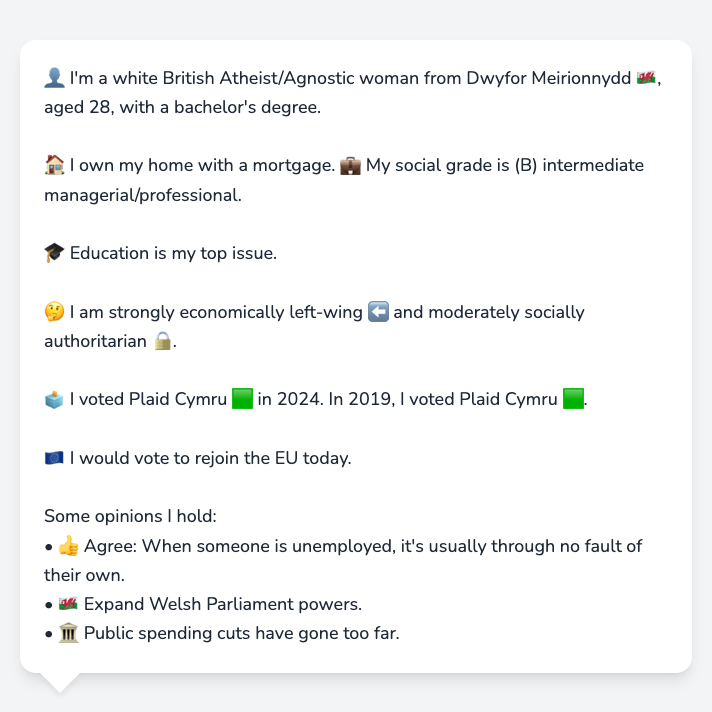 👤 I'm a white British Atheist/Agnostic woman from Dwyfor Meirionnydd 🏴󠁧󠁢󠁷󠁬󠁳󠁿,
aged 28, with a bachelor's degree.
🏠 I own my home with a mortgage. 💼 My social grade is (B) intermediate
managerial/professional.
🎓 Education is my top issue.
🤔 I am strongly economically left-wing ⬅️ and moderately socially
authoritarian 🔒.
🗳️ I voted Plaid Cymru 🟩 in 2024. In 2019, I voted Plaid Cymru 🟩.
🇪🇺 I would vote to rejoin the EU today.
Some opinions I hold:
• 👍 Agree: When someone is unemployed, it's usually through no fault of
their own.
• 🏴󠁧󠁢󠁷󠁬󠁳󠁿 Expand Welsh Parliament powers.
• 🏛️ Public spending cuts have gone too far.